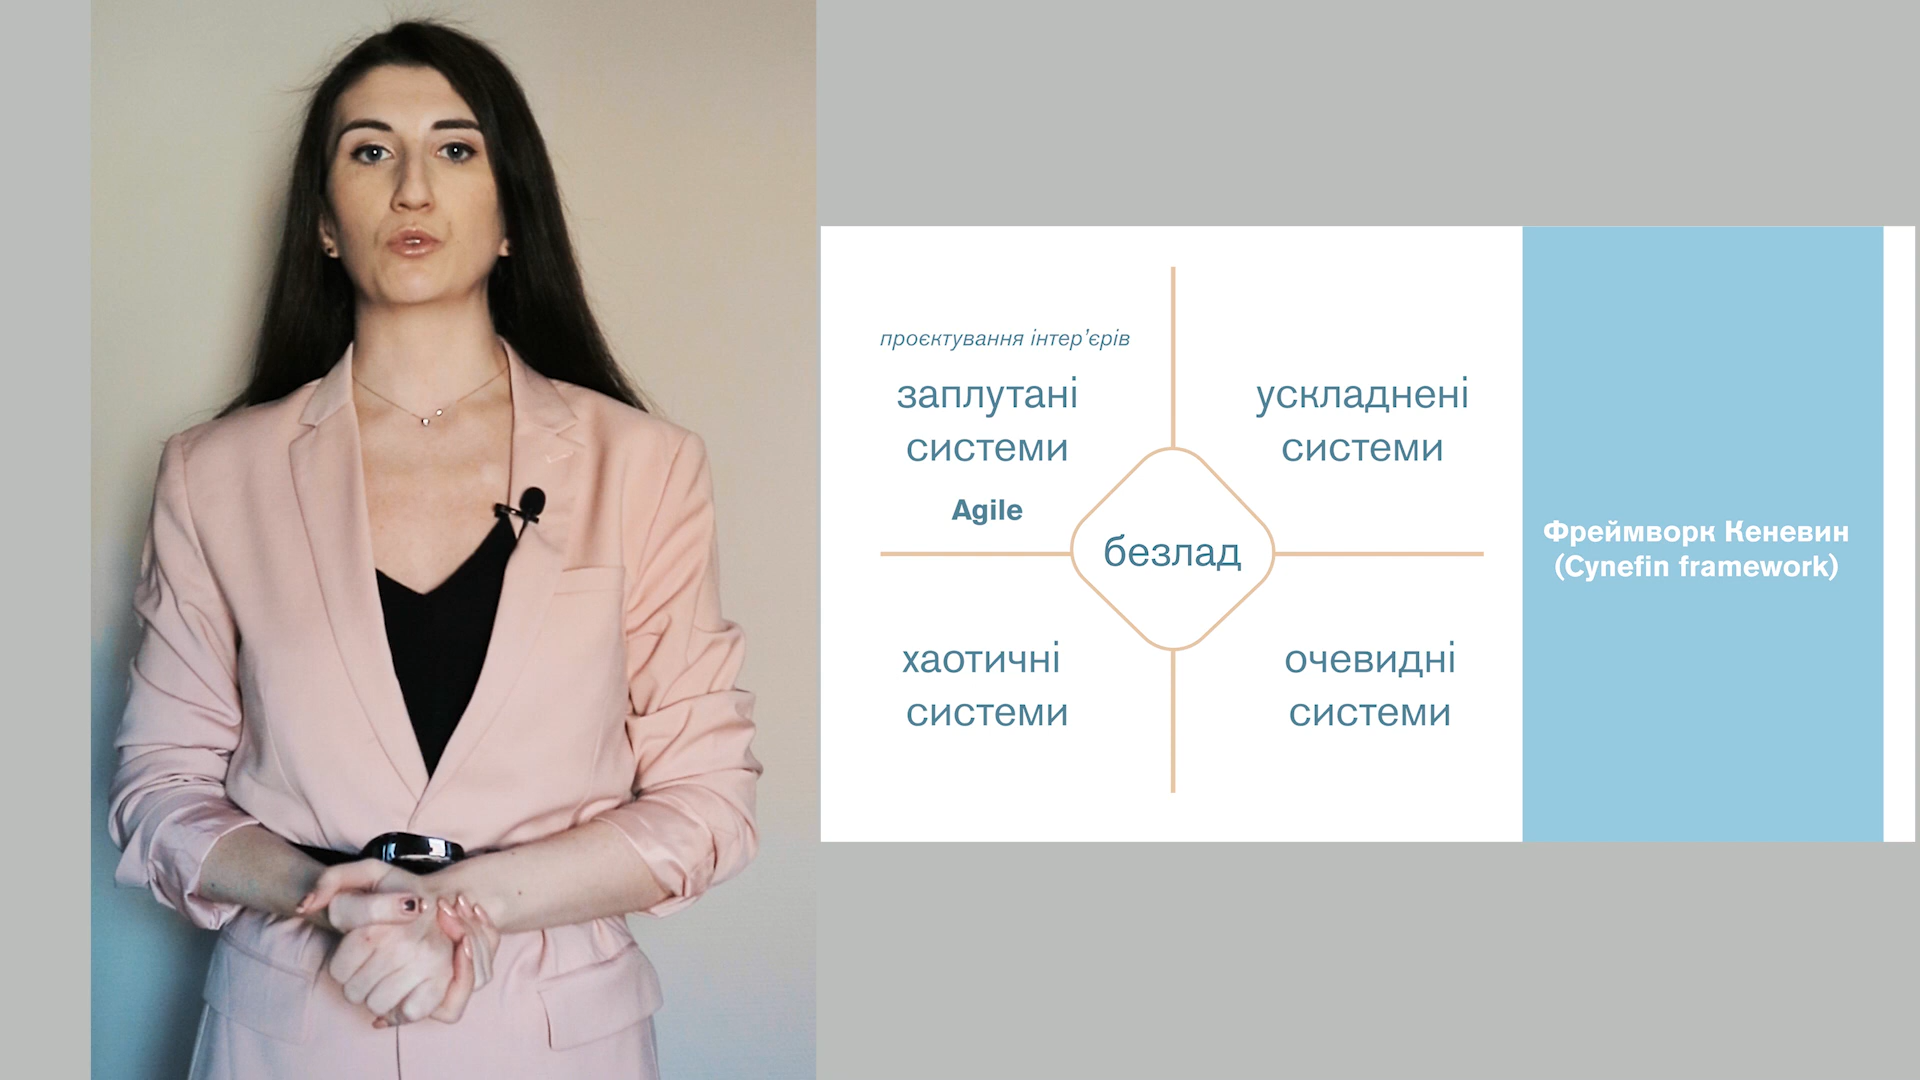 проєктування інтер’єрів
заплутані
системи
Agile
ускладнені
системи
безлад
хаотичні
системи
очевидні
системи
Фреймворк Кеневин
(Cynefin framework)